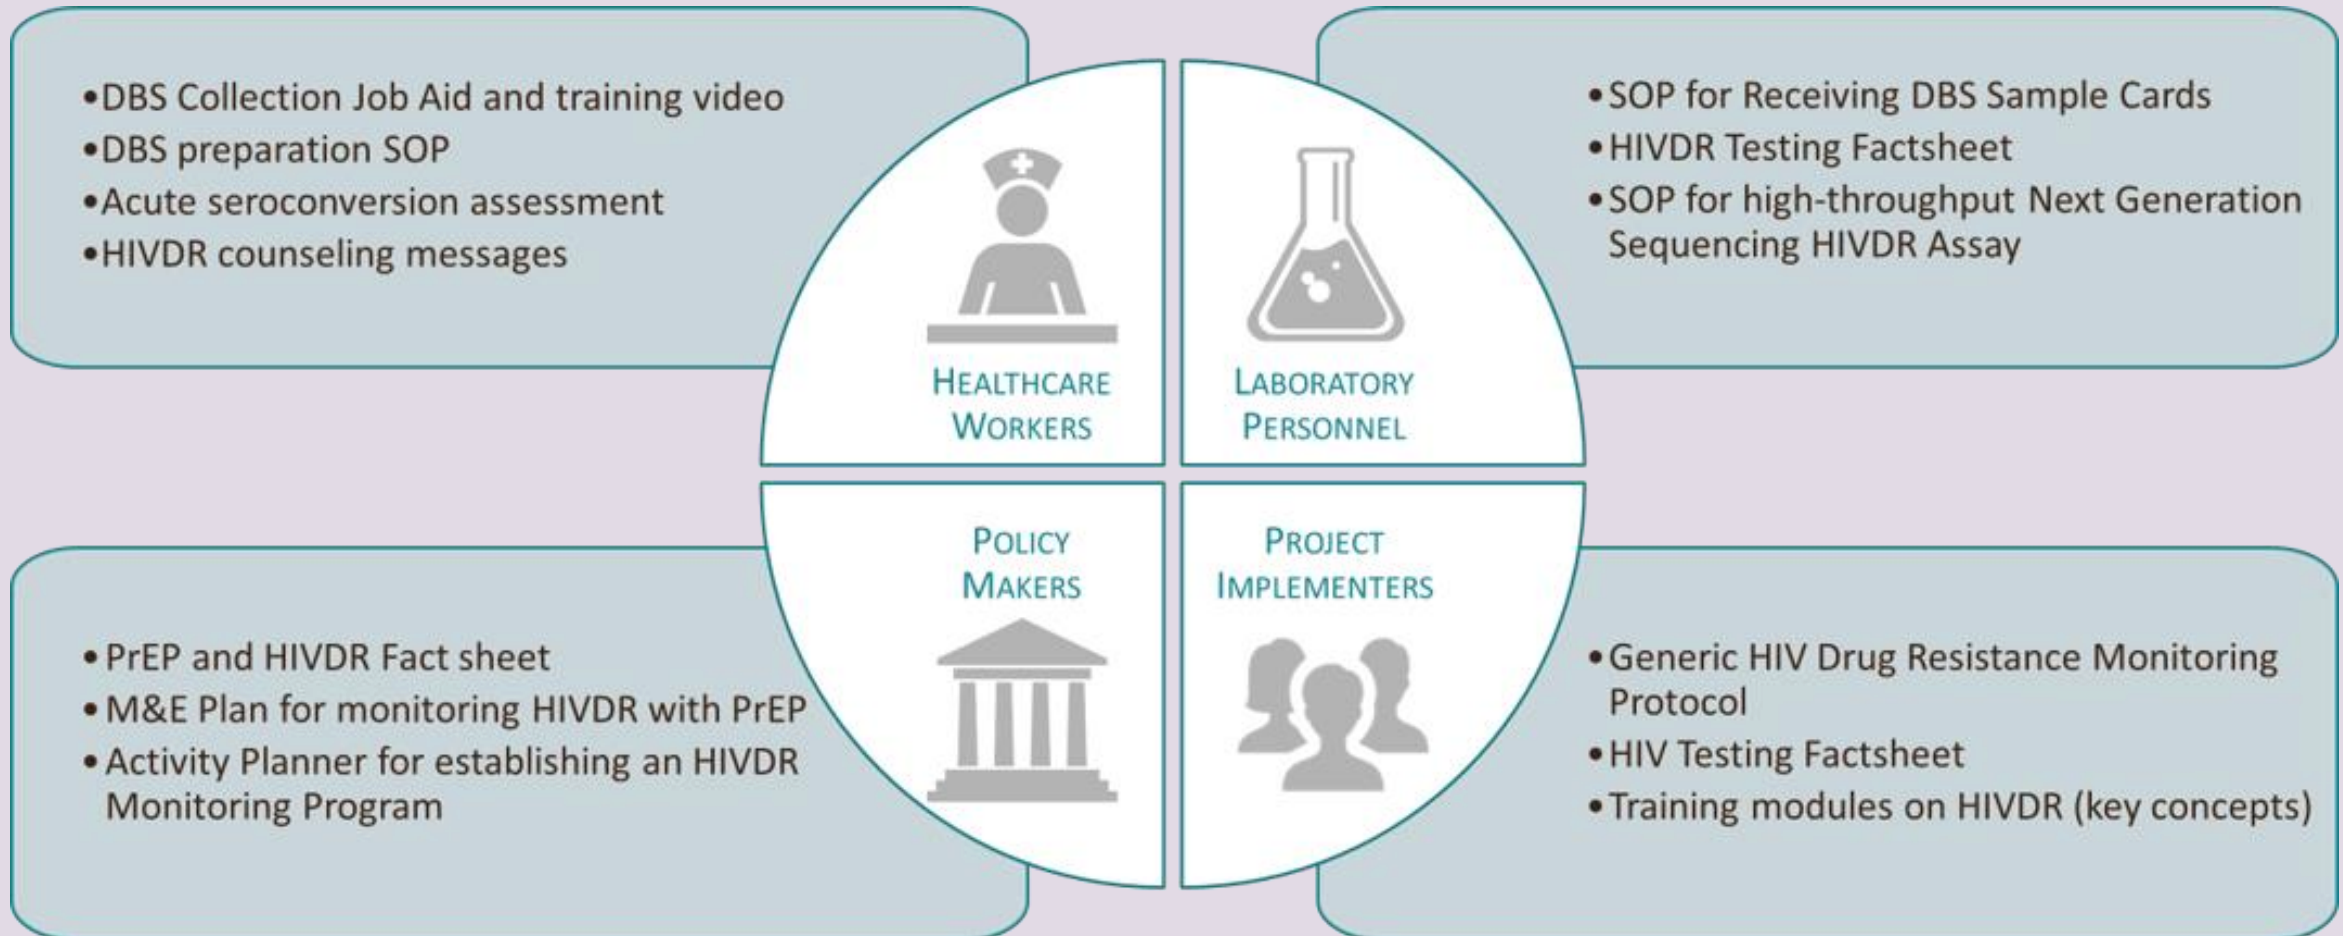 •DBS Collection Job Aid and training video
•DBS preparation SOP
•Acute seroconversion assessment
•HIVDR counseling messages
HEALTHCARE
WORKERS
•SOP for Receiving DBS Sample Cards
•HIVDR Testing Factsheet
•SOP for high-throughput Next Generation
Sequencing HIVDR Assay
LABORATORY
PERSONNEL
•PrEP and HIVDR Fact sheet
•M&E Plan for monitoring HIVDR with PrEP
•Activity Planner for establishing an HIVDR
Monitoring Program
POLICY
MAKERS
•Generic HIV Drug Resistance Monitoring
Protocol
•HIV Testing Factsheet
•Training modules on HIVDR (key concepts)
PROJECT
IMPLEMENTERS